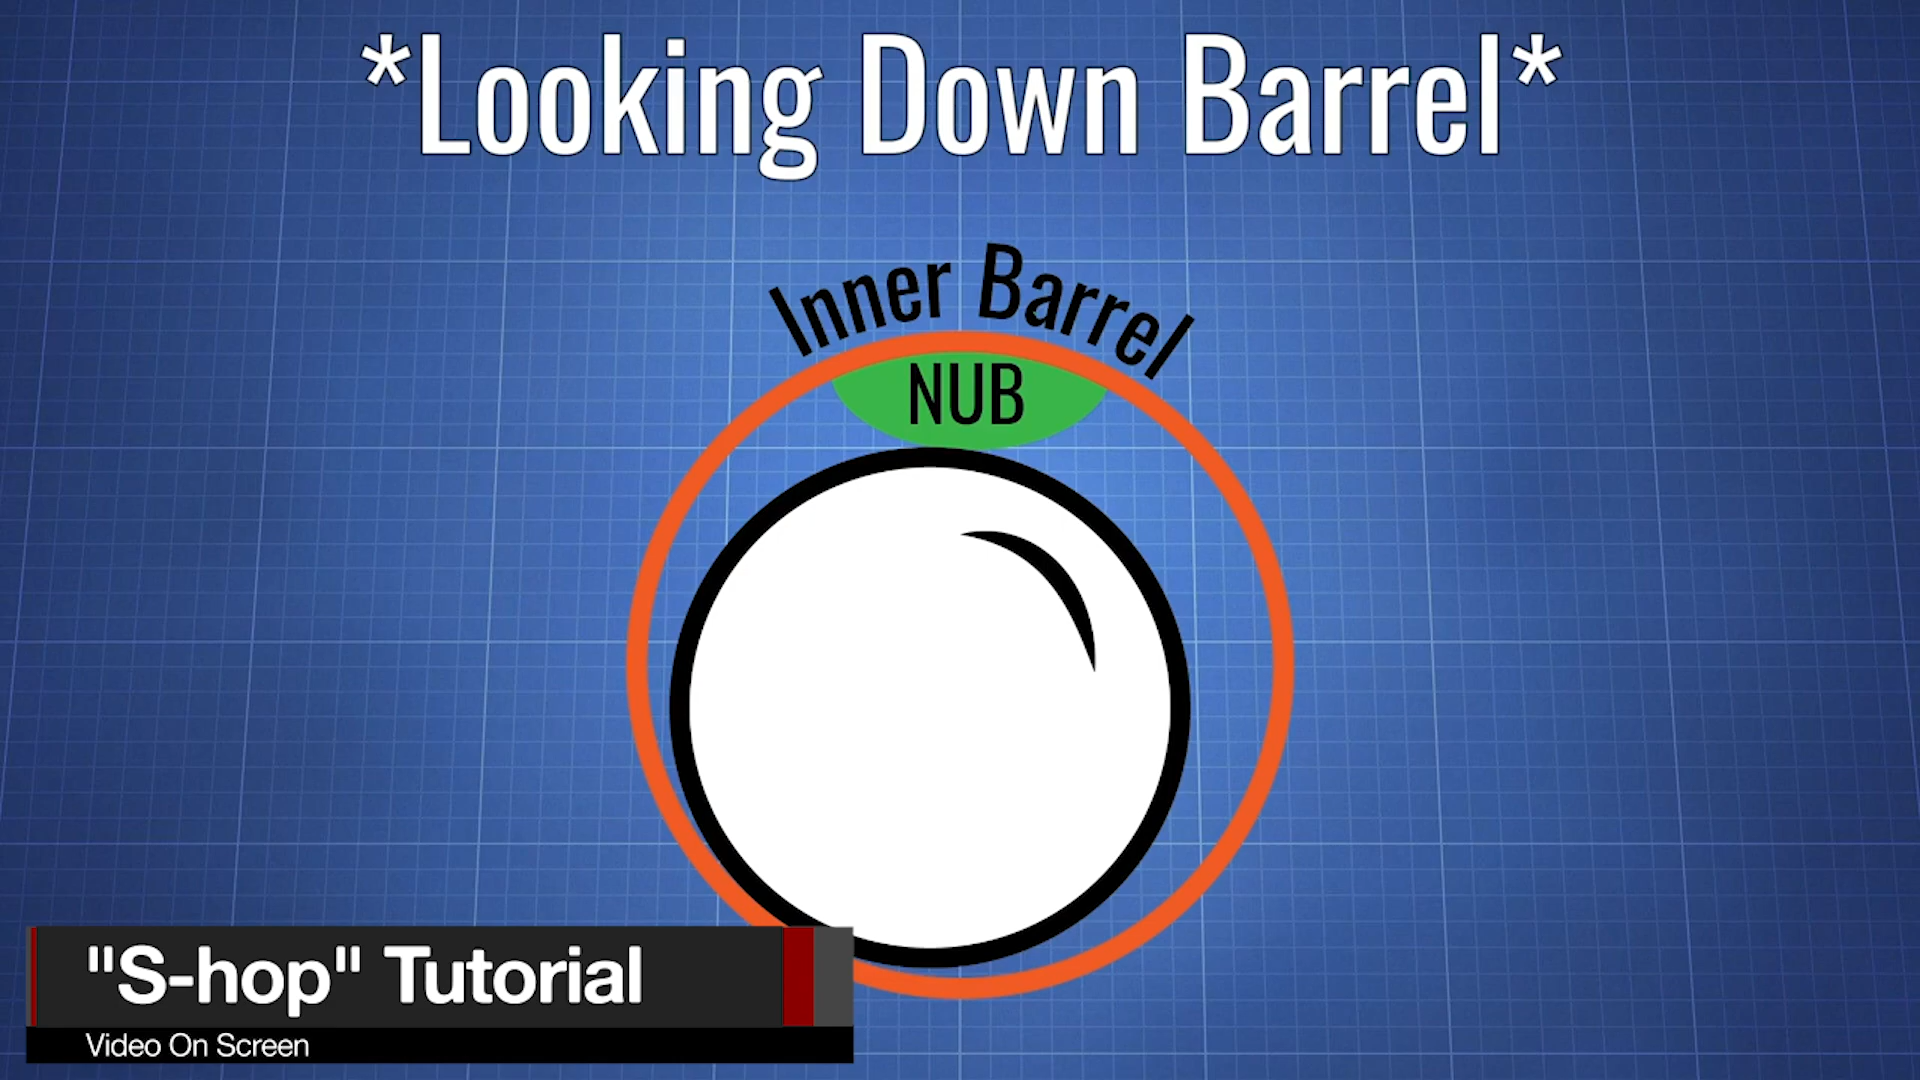 *Looking Down Barrel*
Inner Barrel
NUB
"S-hop" Tutorial
Video On Screen